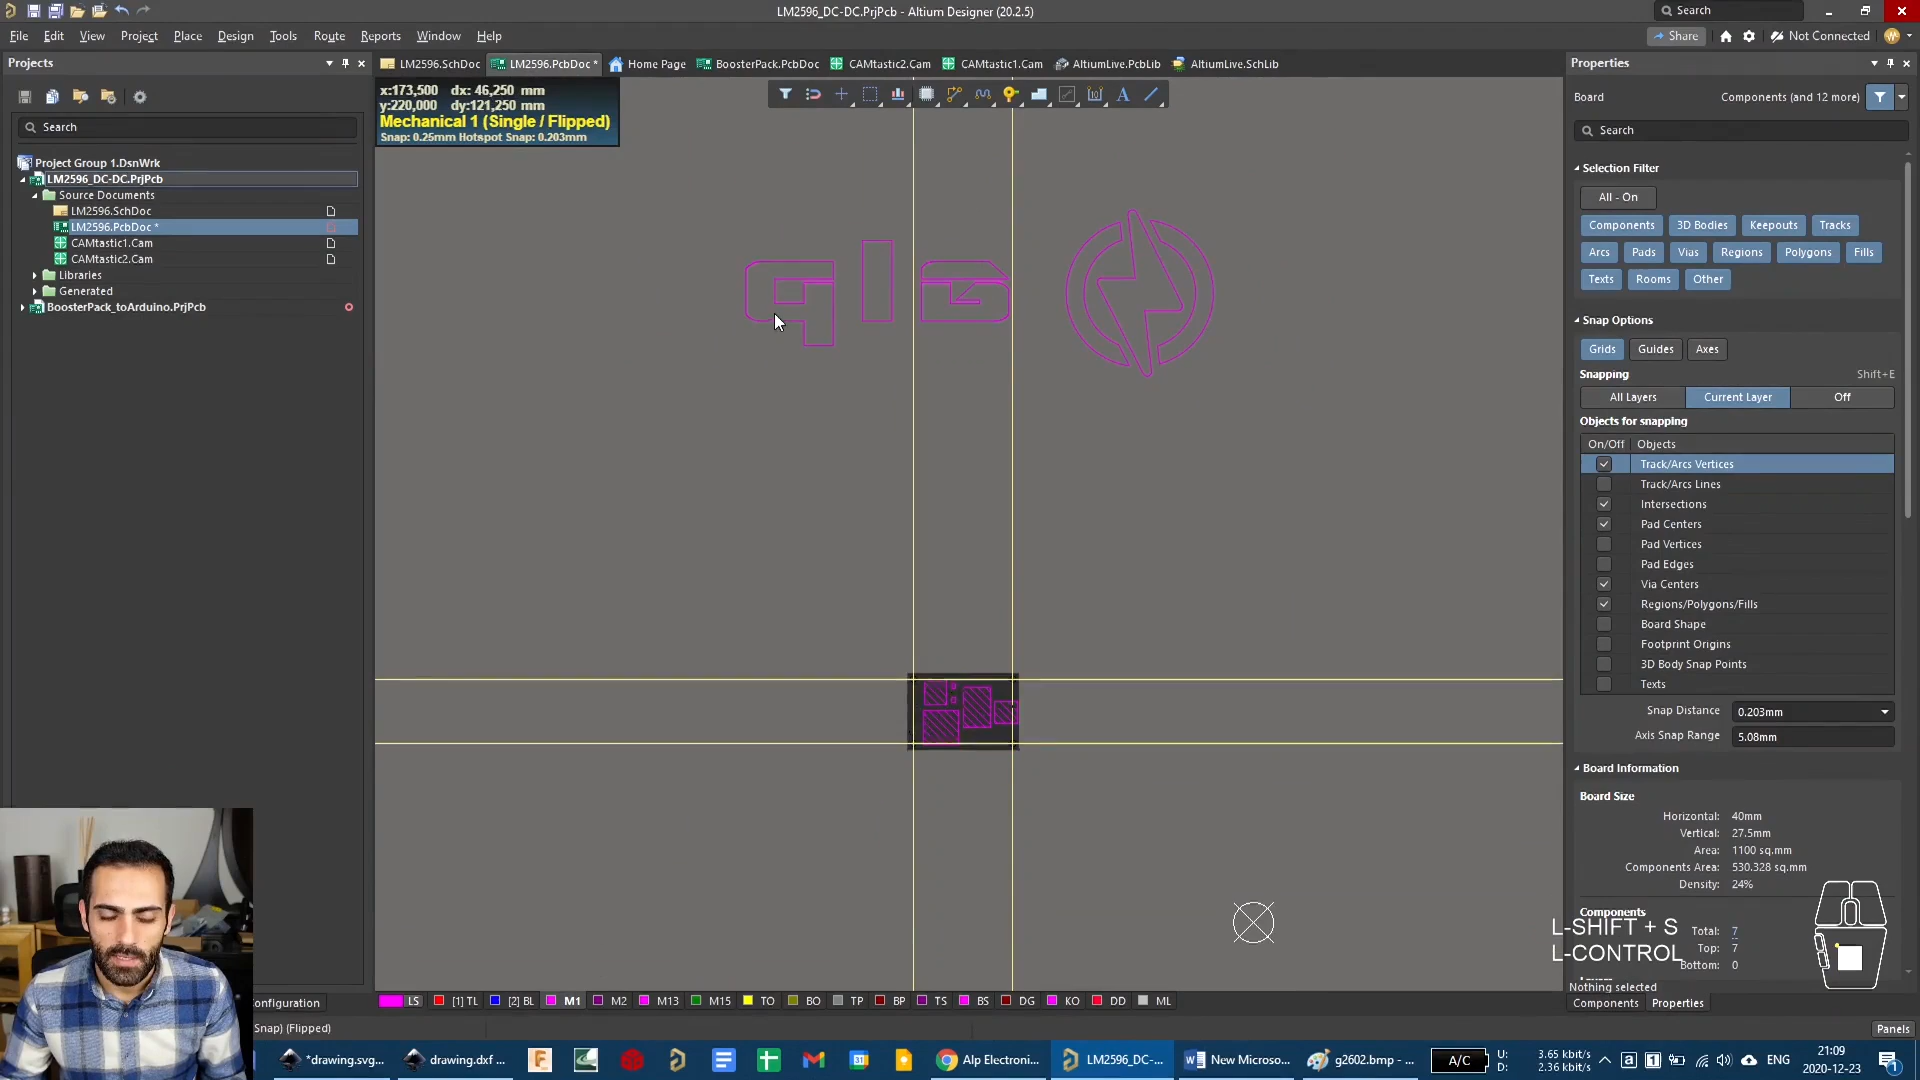 LM2596_DC-DC.PrjPcb - Altium Designer (20.2.5)
Search
File Edit View Project Place Design Tools Route Reports Window Help
Share
Not Connected
Projects
LM2596.SchDoc
LM2596.PcbDoc *
Home Page
BoosterPack.PcbDoc
CAMtastic2.Cam
CAMtastic1.Cam
AltiumLive.PcbLib
AltiumLive.SchLib
Properties
x:173,500 dx: 46,250 mm
y:220,000 dy:121,250 mm
Mechanical 1 (Single / Flipped)
Snap: 0.25mm Hotspot Snap: 0.203mm
Search
Project Group 1.DsnWrk
LM2596_DC-DC.PrjPcb
Source Documents
LM2596.SchDoc
LM2596.PcbDoc *
CAMtastic1.Cam
CAMtastic2.Cam
Libraries
Generated
BoosterPack_toArduino.PrjPcb
Board
Components (and 12 more)
Search
Selection Filter
All - On
Components 3D Bodies Keepouts Tracks
Arcs Pads Vias Regions Polygons Fills
Texts Rooms Other
Snap Options
Grids Guides Axes
Snapping Shift+E
All Layers Current Layer Off
Objects for snapping
On/Off Objects
Track/Arcs Vertices
Track/Arcs Lines
Intersections
Pad Centers
Pad Vertices
Pad Edges
Via Centers
Regions/Polygons/Fills
Board Shape
Footprint Origins
3D Body Snap Points
Texts
Snap Distance 0.203mm
Axis Snap Range 5.08mm
Board Information
Board Size
Horizontal: 40mm
Vertical: 27.5mm
Area: 1100 sq.mm
Components Area: 530.328 sq.mm
Density: 24%
Components
Total: 7
Top: 7
Bottom: 0
L-SHIFT + S
L-CONTROL
Nothing selected
Components Properties
onfiguration
LS [1] TL [2] BL M1 M2 M13 M15 TO BO TP BP TS BS DG KO DD ML
Snap) (Flipped)
Panels
*drawing.svg...
drawing.dxf ...
Alp Electroni...
LM2596_DC-...
New Microso...
g2602.bmp - ...
A/C
U: 3.65 kbit/s
D: 2.36 kbit/s
ENG
21:09
2020-12-23